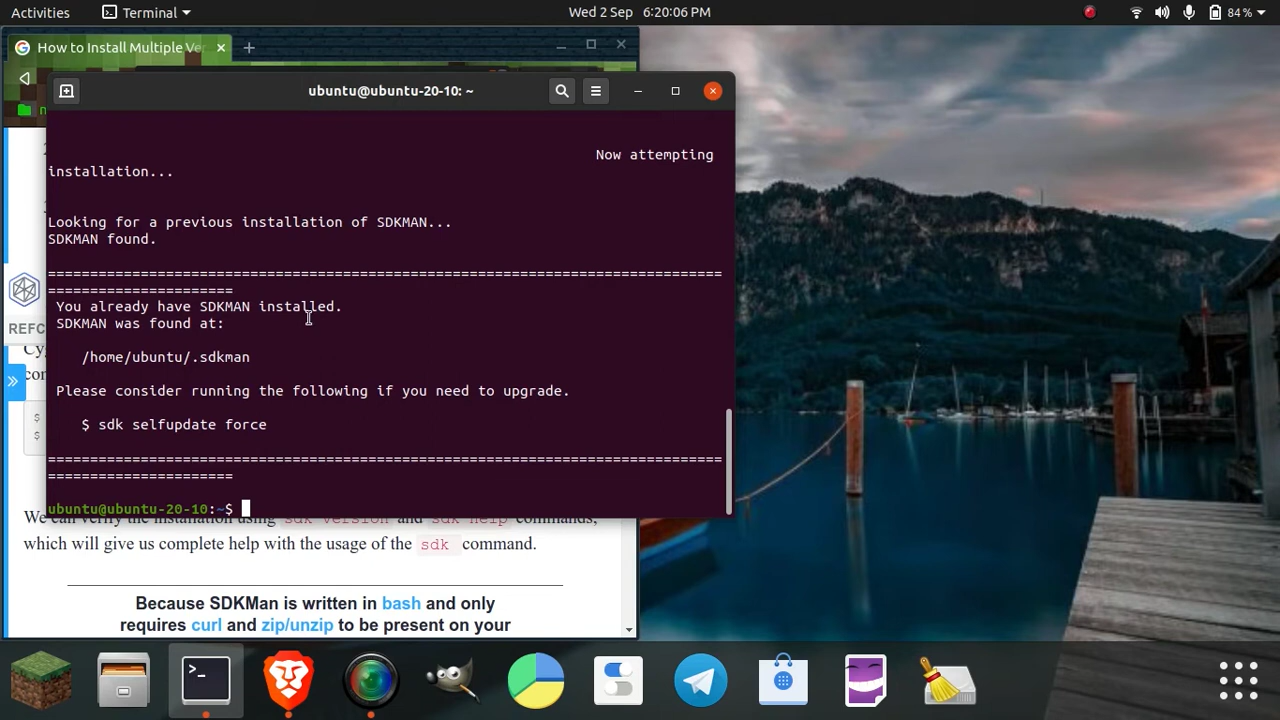 Activities
Terminal
Wed 2 Sep 6:20:06 PM
84 %
How to Install Multiple Ve
ubuntu@ubuntu-20-10: ~
Now attempting
installation...
Looking for a previous installation of SDKMAN...
SDKMAN found.
================================================================================
======================
You already have SDKMAN installed.
SDKMAN was found at:
/home/ubuntu/.sdkman
Please consider running the following if you need to upgrade.
$ sdk selfupdate force
================================================================================
======================
ubuntu@ubuntu-20-10:~$
REFC
$
$
We can verify the installation using sdk version and sdk help commands,
which will give us complete help with the usage of the sdk command.
Because SDKMan is written in bash and only
requires curl and zip/unzip to be present on your